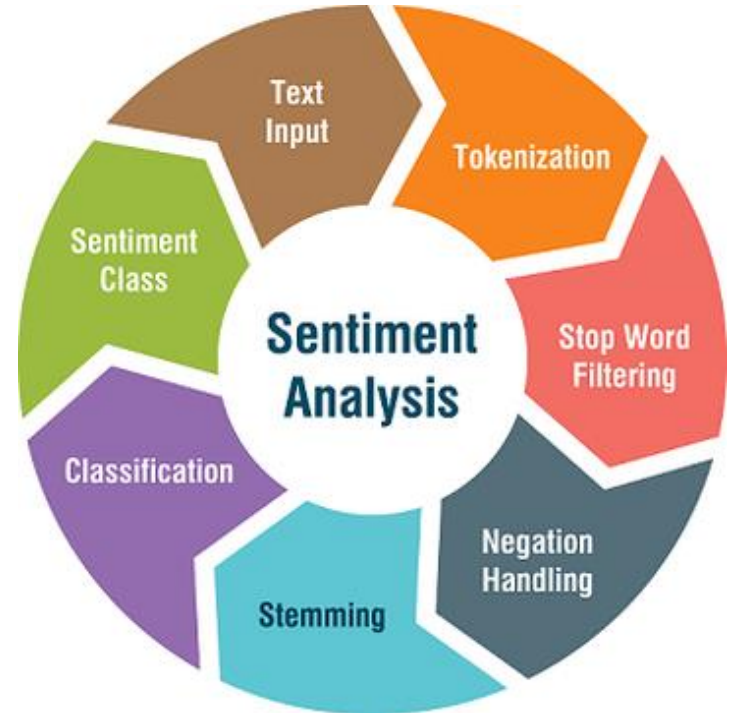 Text
Input
Tokenization
Stop Word
Filtering
Negation
Handling
Stemming
Classification
Sentiment
Class
Sentiment
Analysis